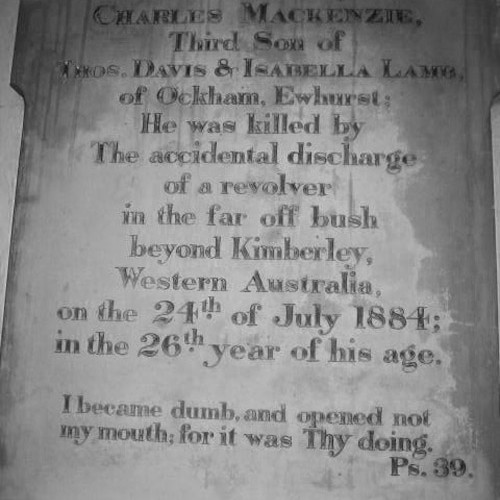 Charles Mackenzie,
Third Son of
Thos. Davis & Isabella Lamb,
of Ockham, Ewhurst;
He was killed by
The accidental discharge
of a revolver
in the far off bush
beyond Kimberley,
Western Australia,
on the 24th of July 1884;
in the 26th year of his age.
I became dumb, and opened not
my mouth; for it was Thy doing.
Ps. 39.